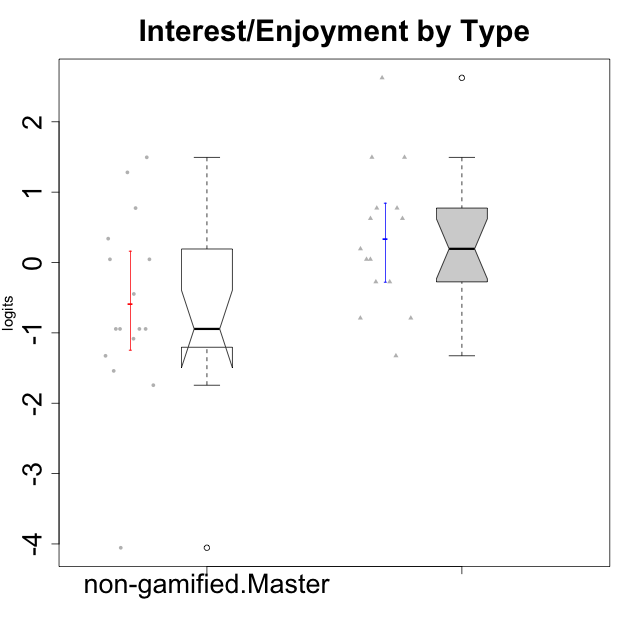 Interest/Enjoyment by Type
logits
2
1
0
-1
-2
-3
-4
non-gamified.Master